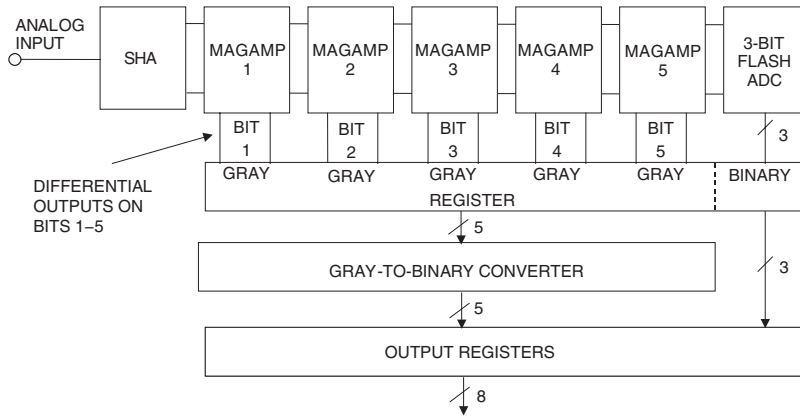 ANALOG
INPUT
SHA
MAGAMP
1
MAGAMP
2
MAGAMP
3
MAGAMP
4
MAGAMP
5
3-BIT
FLASH
ADC
BIT
1
GRAY
BIT
2
GRAY
BIT
3
GRAY
BIT
4
GRAY
BIT
5
GRAY
3
BINARY
DIFFERENTIAL
OUTPUTS ON
BITS 1–5
REGISTER
5
3
GRAY-TO-BINARY CONVERTER
5
OUTPUT REGISTERS
8